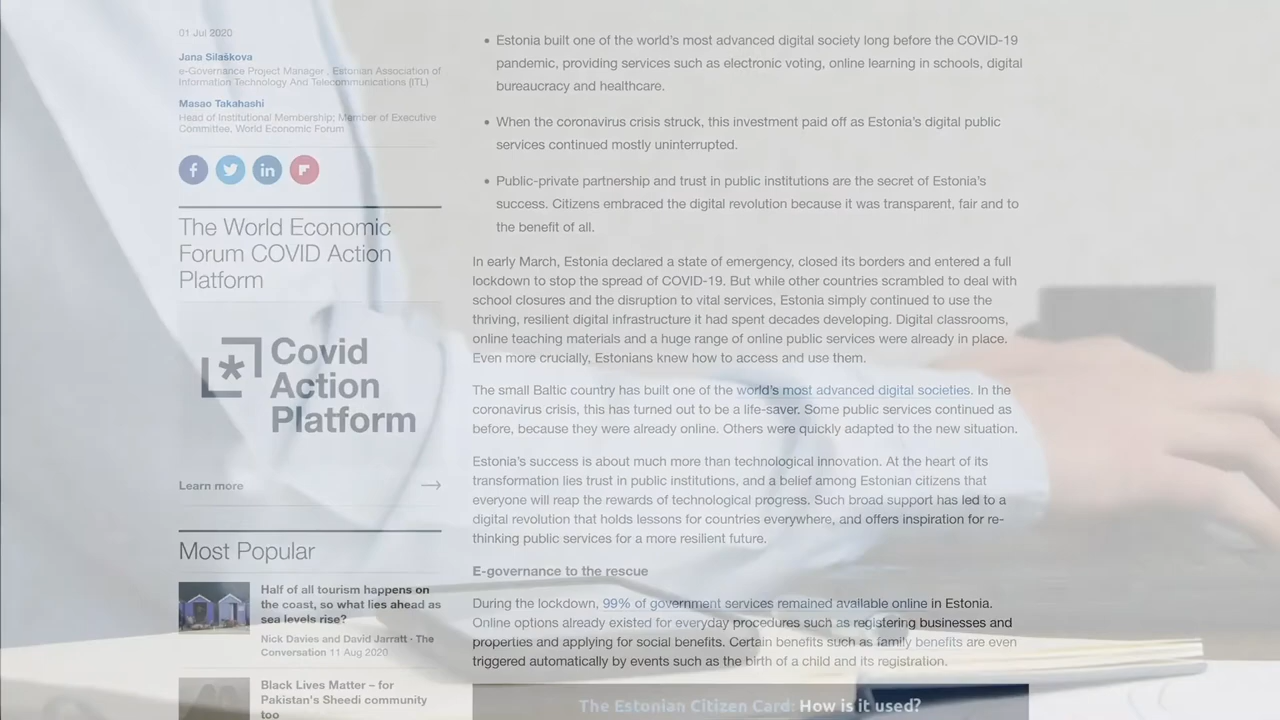 01 Jul 2020
Jana Silaškova
e-Governance Project Manager , Estonian Association of
Information Technology And Telecommunications (ITL)
Masao Takahashi
Head of Institutional Membership; Member of Executive
Committee, World Economic Forum
The World Economic
Forum COVID Action
Platform
Covid
Action
Platform
Learn more
Most Popular
Half of all tourism happens on
the coast, so what lies ahead as
sea levels rise?
Nick Davies and David Jarratt · The
Conversation 11 Aug 2020
Black Lives Matter – for
Pakistan's Sheedi community
too
• Estonia built one of the world's most advanced digital society long before the COVID-19
pandemic, providing services such as electronic voting, online learning in schools, digital
bureaucracy and healthcare.
• When the coronavirus crisis struck, this investment paid off as Estonia's digital public
services continued mostly uninterrupted.
• Public-private partnership and trust in public institutions are the secret of Estonia's
success. Citizens embraced the digital revolution because it was transparent, fair and to
the benefit of all.
In early March, Estonia declared a state of emergency, closed its borders and entered a full
lockdown to stop the spread of COVID-19. But while other countries scrambled to deal with
school closures and the disruption to vital services, Estonia simply continued to use the
thriving, resilient digital infrastructure it had spent decades developing. Digital classrooms,
online teaching materials and a huge range of online public services were already in place.
Even more crucially, Estonians knew how to access and use them.
The small Baltic country has built one of the world's most advanced digital societies. In the
coronavirus crisis, this has turned out to be a life-saver. Some public services continued as
before, because they were already online. Others were quickly adapted to the new situation.
Estonia's success is about much more than technological innovation. At the heart of its
transformation lies trust in public institutions, and a belief among Estonian citizens that
everyone will reap the rewards of technological progress. Such broad support has led to a
digital revolution that holds lessons for countries everywhere, and offers inspiration for re-
thinking public services for a more resilient future.
E-governance to the rescue
During the lockdown, 99% of government services remained available online in Estonia.
Online options already existed for everyday procedures such as registering businesses and
properties and applying for social benefits. Certain benefits such as family benefits are even
triggered automatically by events such as the birth of a child and its registration.
The Estonian Citizen Card: How is it used?